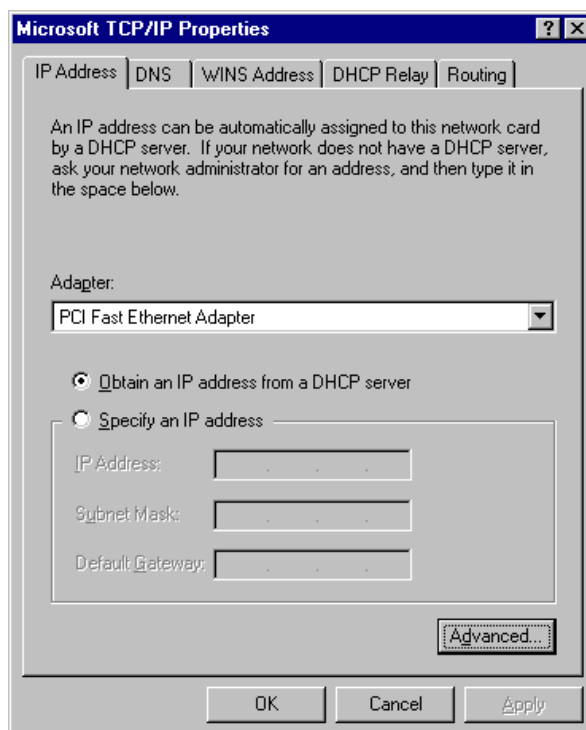 Microsoft TCP/IP Properties
IP Address DNS WINS Address DHCP Relay Routing
An IP address can be automatically assigned to this network card
by a DHCP server. If your network does not have a DHCP server,
ask your network administrator for an address, and then type it in
the space below.
Adapter:
PCI Fast Ethernet Adapter
Obtain an IP address from a DHCP server
Specify an IP address
IP Address:
Subnet Mask:
Default Gateway:
Advanced...
OK Cancel Apply